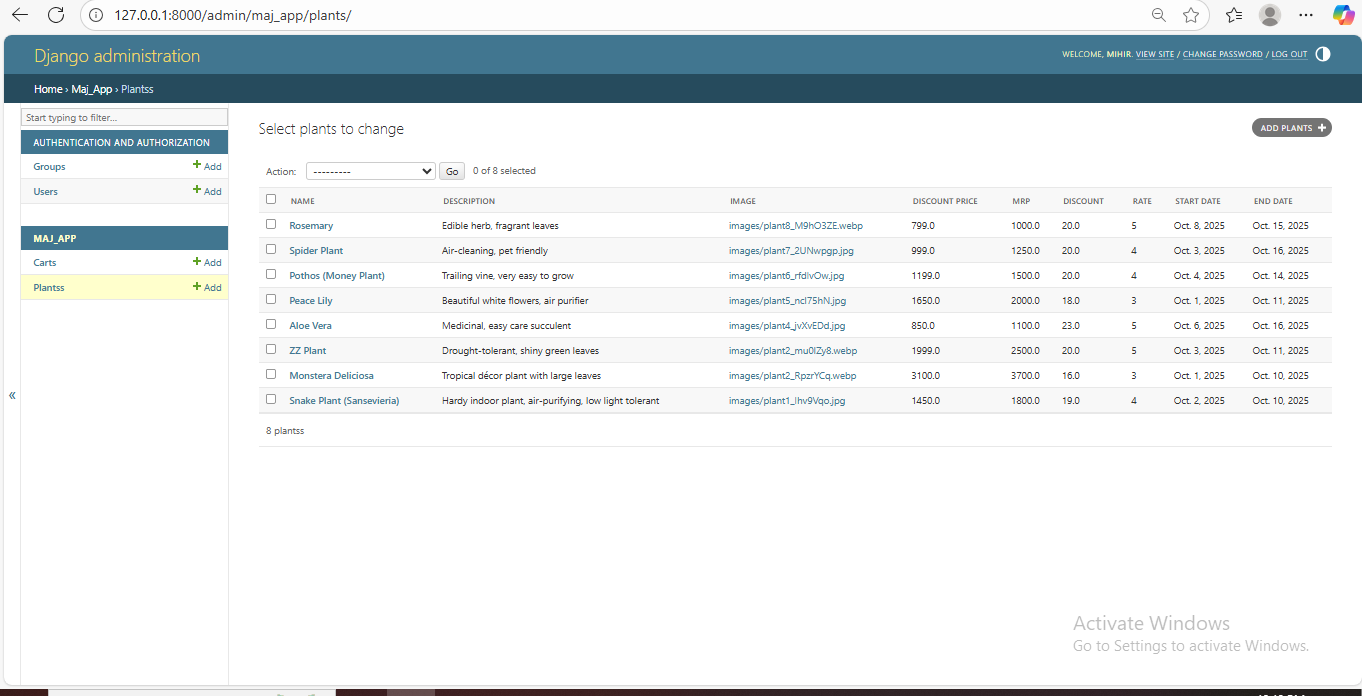 127.0.0.1:8000/admin/maj_app/plants/
Django administration
WELCOME, MIHIR. VIEW SITE / CHANGE PASSWORD / LOG OUT
Home › Maj_App › Plantss
Start typing to filter...
AUTHENTICATION AND AUTHORIZATION
Groups + Add
Users + Add
MAJ_APP
Carts + Add
Plantss + Add
«
Select plants to change
ADD PLANTS +
Action: --------- Go 0 of 8 selected
NAME DESCRIPTION IMAGE DISCOUNT PRICE MRP DISCOUNT RATE START DATE END DATE
Rosemary Edible herb, fragrant leaves images/plant8_M9hO3ZE.webp 799.0 1000.0 20.0 5 Oct. 8, 2025 Oct. 15, 2025
Spider Plant Air-cleaning, pet friendly images/plant7_2UNwpgp.jpg 999.0 1250.0 20.0 4 Oct. 3, 2025 Oct. 16, 2025
Pothos (Money Plant) Trailing vine, very easy to grow images/plant6_rfdIvOw.jpg 1199.0 1500.0 20.0 4 Oct. 4, 2025 Oct. 14, 2025
Peace Lily Beautiful white flowers, air purifier images/plant5_ncI75hN.jpg 1650.0 2000.0 18.0 3 Oct. 1, 2025 Oct. 11, 2025
Aloe Vera Medicinal, easy care succulent images/plant4_jvXvEDd.jpg 850.0 1100.0 23.0 5 Oct. 6, 2025 Oct. 16, 2025
ZZ Plant Drought-tolerant, shiny green leaves images/plant2_mu0IZy8.webp 1999.0 2500.0 20.0 5 Oct. 3, 2025 Oct. 11, 2025
Monstera Deliciosa Tropical décor plant with large leaves images/plant2_RpzrYCq.webp 3100.0 3700.0 16.0 3 Oct. 1, 2025 Oct. 10, 2025
Snake Plant (Sansevieria) Hardy indoor plant, air-purifying, low light tolerant images/plant1_Ihv9Vqo.jpg 1450.0 1800.0 19.0 4 Oct. 2, 2025 Oct. 10, 2025
8 plantss
Activate Windows
Go to Settings to activate Windows.